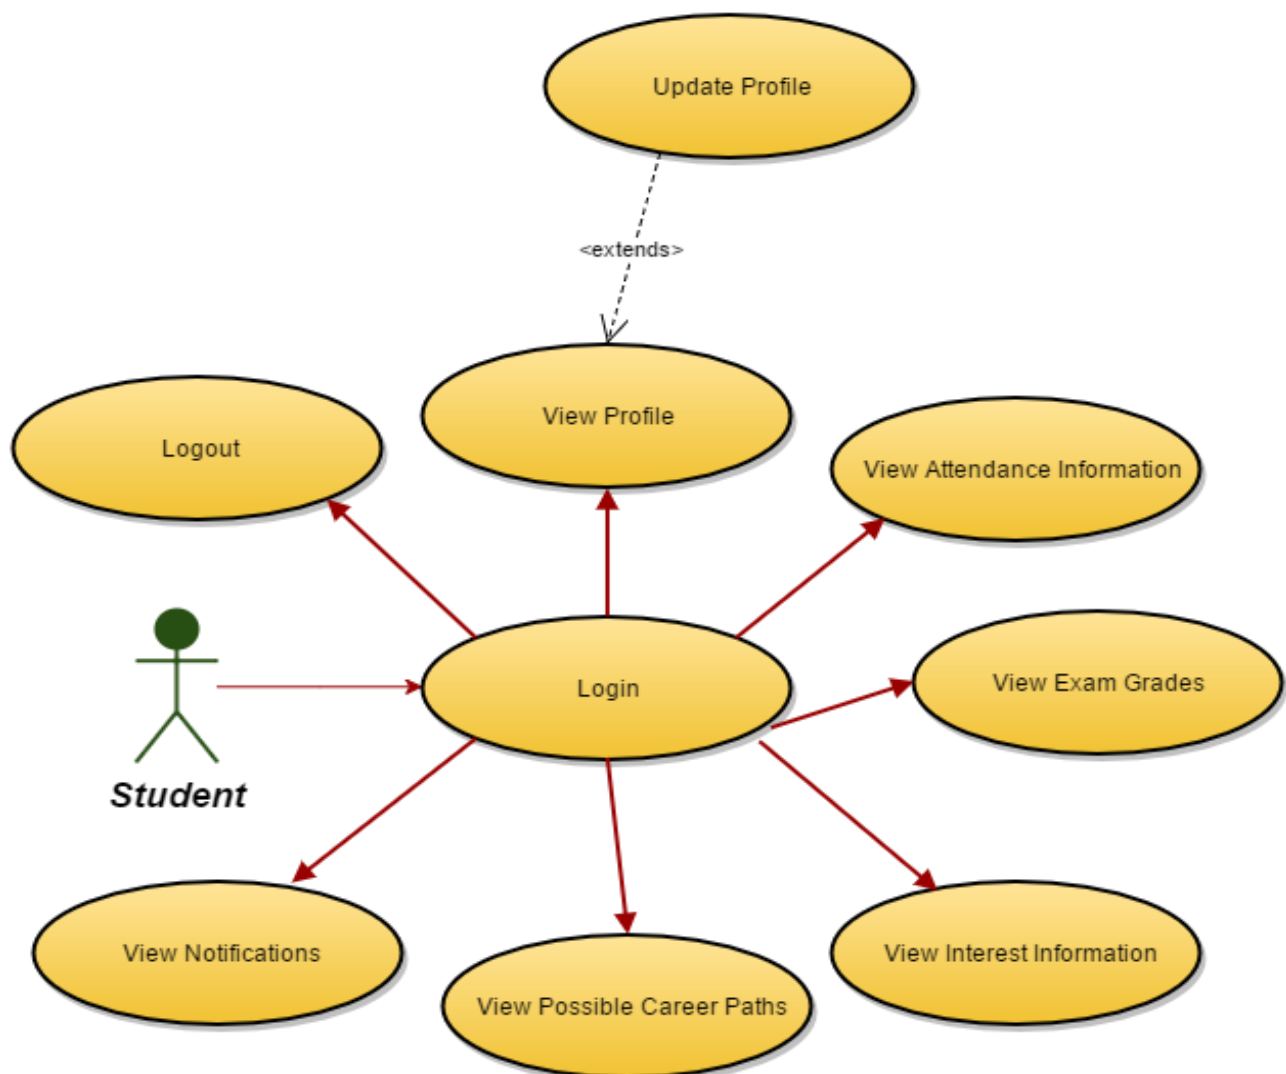 Update Profile
<extends>
View Profile
Logout
View Attendance Information
Login
View Exam Grades
Student
View Notifications
View Interest Information
View Possible Career Paths